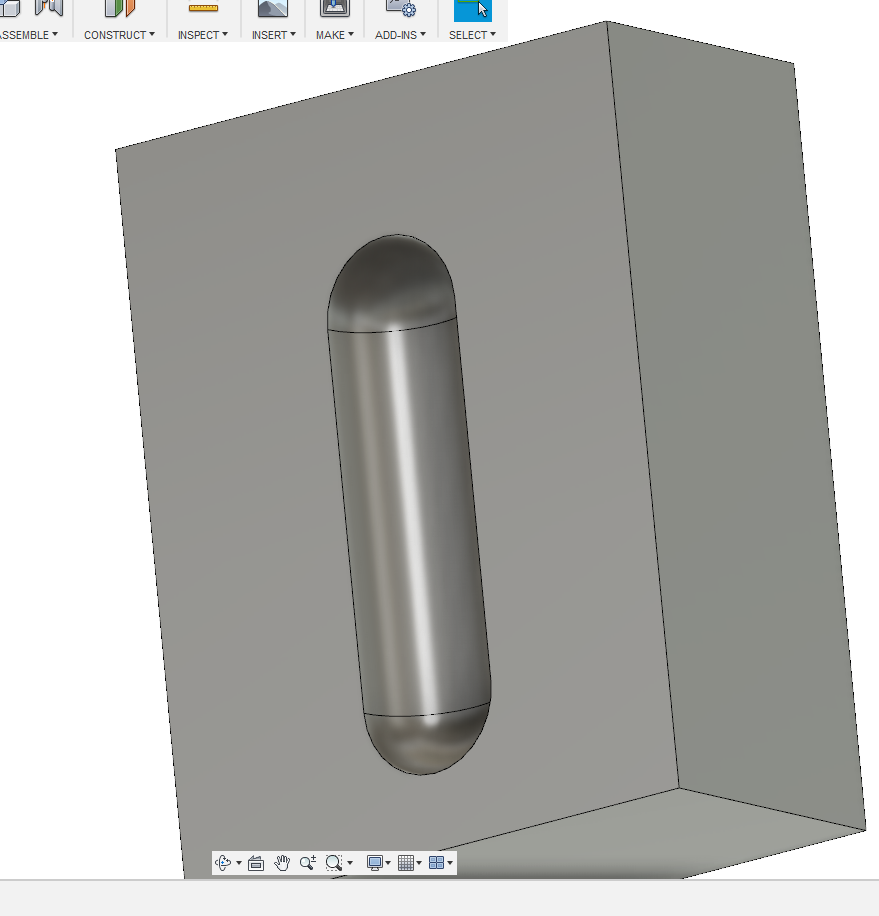 ASSEMBLE CONSTRUCT INSPECT INSERT MAKE ADD-INS SELECT